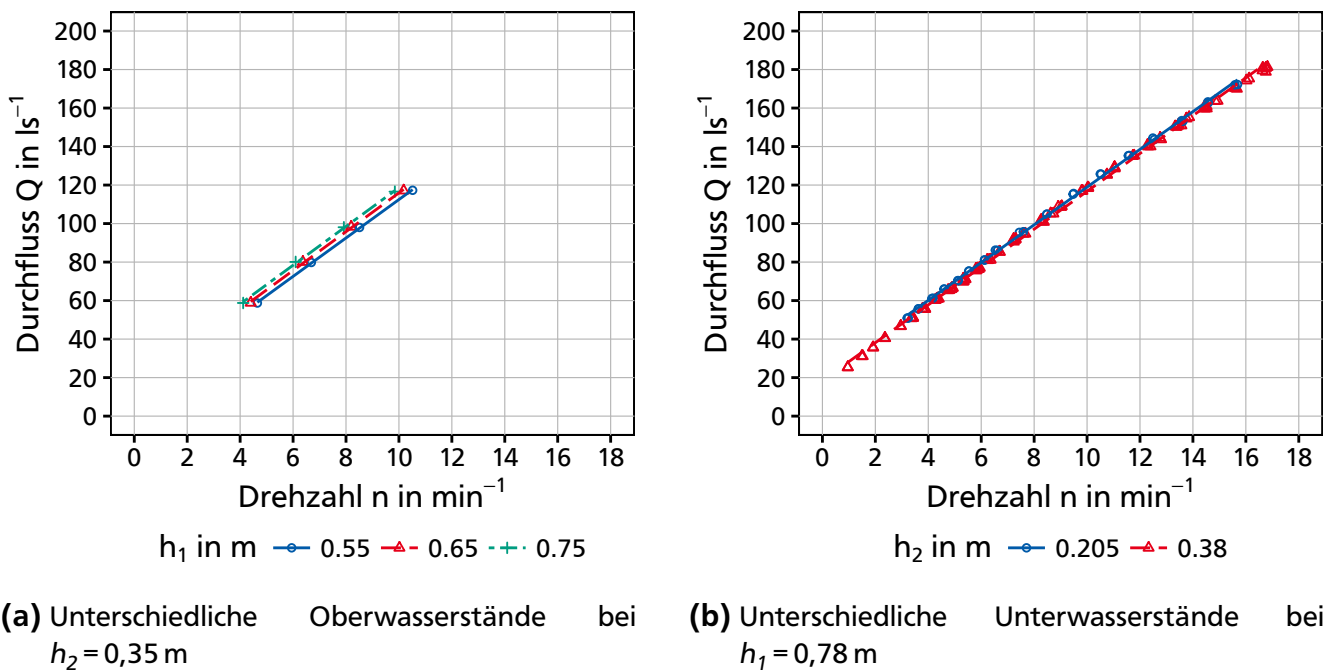 200
180
160
140
120
100
80
60
40
20
0
Durchfluss Q in ls⁻¹
0 2 4 6 8 10 12 14 16 18
Drehzahl n in min⁻¹
h₁ in m 0.55 0.65 0.75
(a) Unterschiedliche Oberwasserstände bei
h₂ = 0,35 m
200
180
160
140
120
100
80
60
40
20
0
Durchfluss Q in ls⁻¹
0 2 4 6 8 10 12 14 16 18
Drehzahl n in min⁻¹
h₂ in m 0.205 0.38
(b) Unterschiedliche Unterwasserstände bei
h₁ = 0,78 m